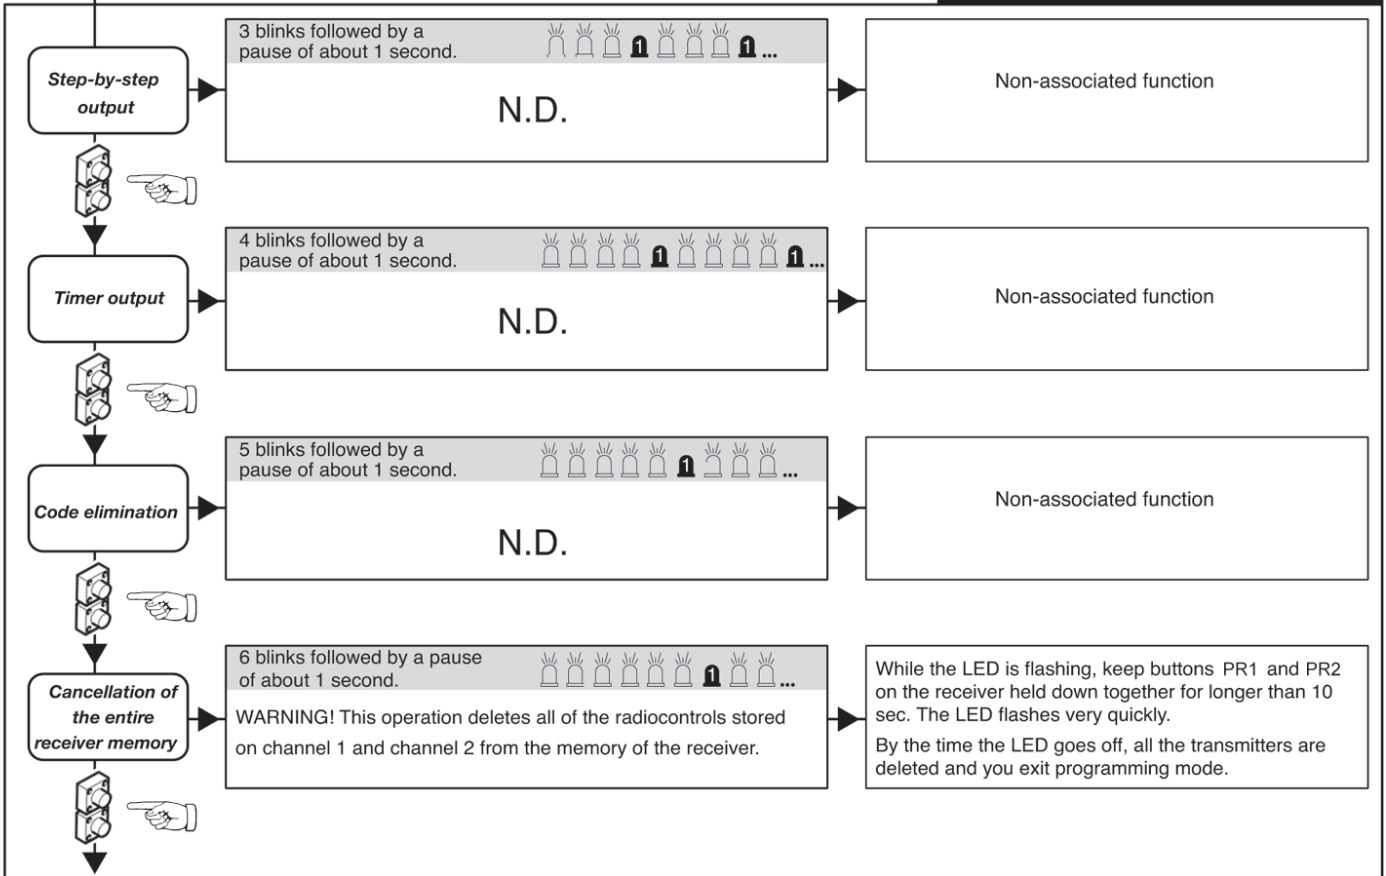 3 blinks followed by a
pause of about 1 second.
1
1
...
Step-by-step
output
N.D.
Non-associated function
4 blinks followed by a
pause of about 1 second.
1
1
...
Timer output
N.D.
Non-associated function
5 blinks followed by a
pause of about 1 second.
1
...
Code elimination
N.D.
Non-associated function
6 blinks followed by a pause
of about 1 second.
1
...
Cancellation of
the entire
receiver memory
WARNING! This operation deletes all of the radiocontrols stored
on channel 1 and channel 2 from the memory of the receiver.
While the LED is flashing, keep buttons PR1 and PR2
on the receiver held down together for longer than 10
sec. The LED flashes very quickly.
By the time the LED goes off, all the transmitters are
deleted and you exit programming mode.